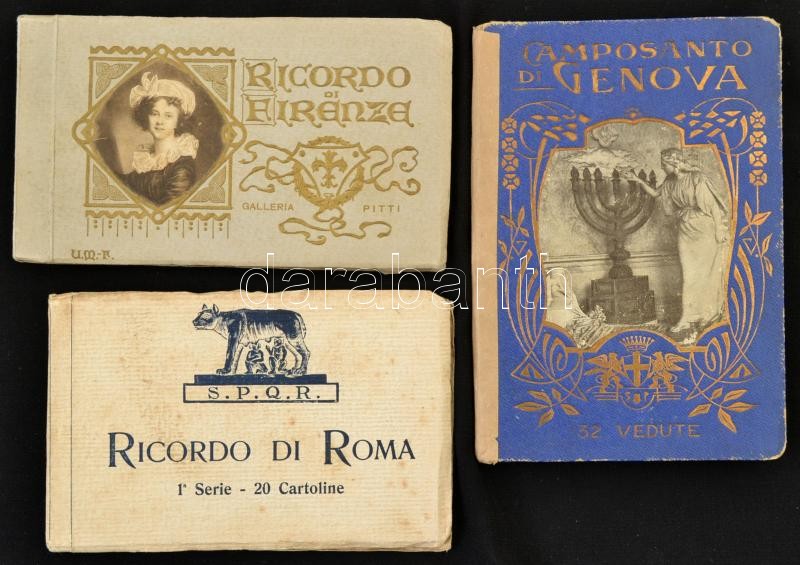 RICORDO
DI
FIRENZE
GALLERIA PITTI
U.M.-F.
CAMPOSANTO
DI GENOVA
32 VEDUTE
S.P.Q.R.
RICORDO DI ROMA
1ª Serie - 20 Cartoline
darabanth